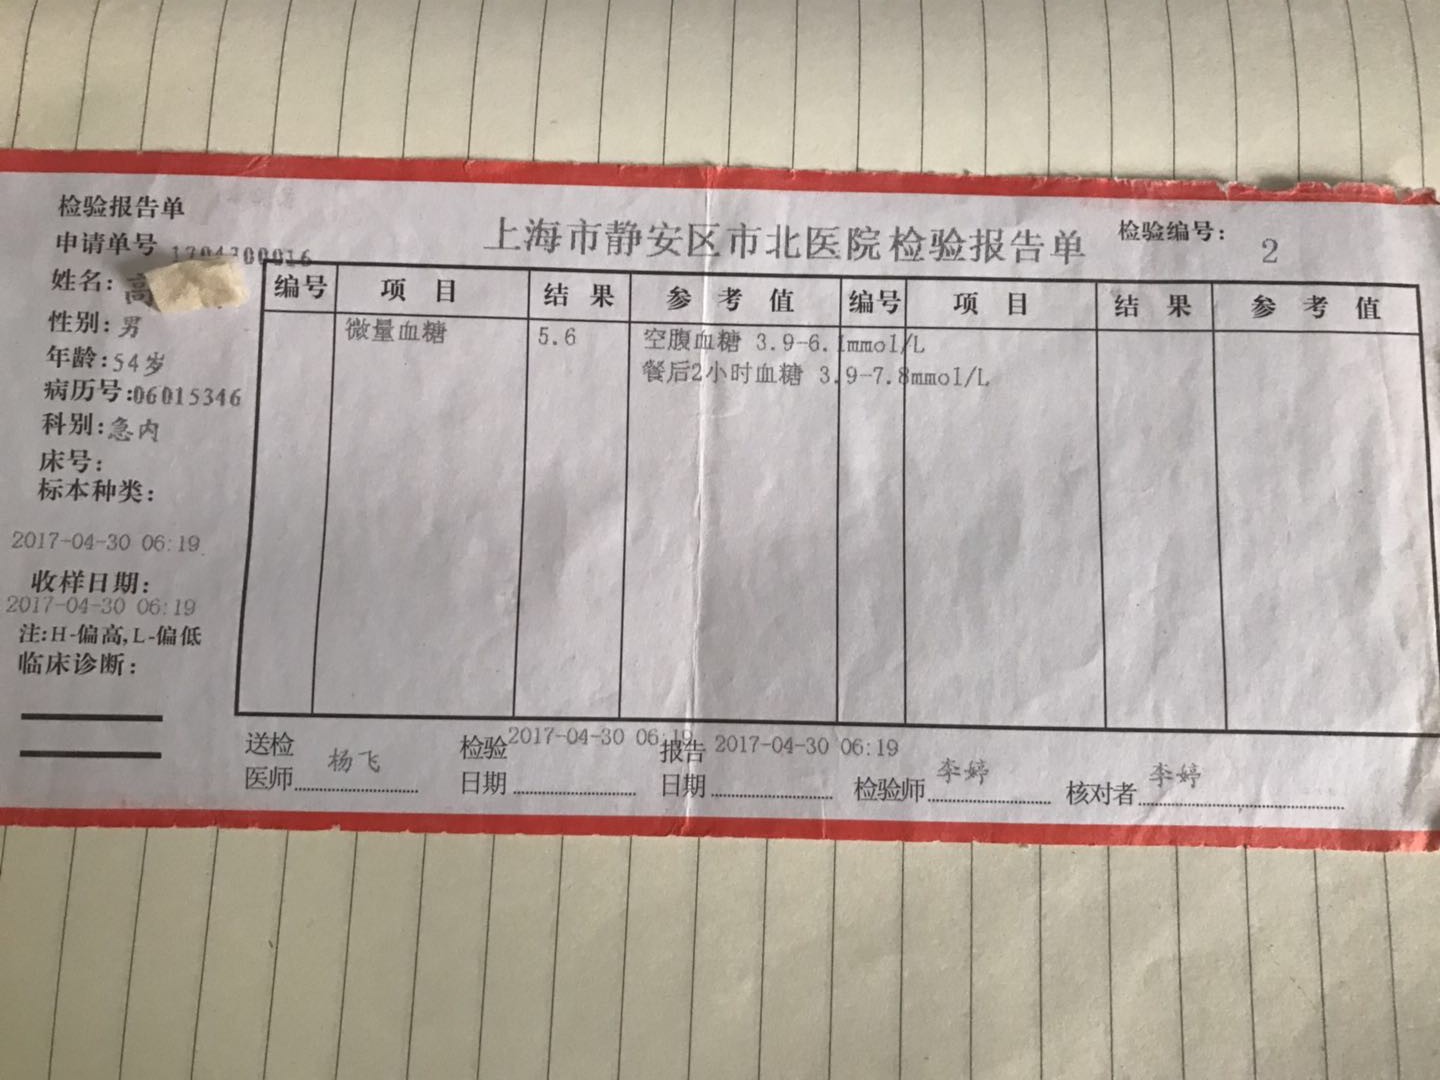 检验报告单
申请单号 1704300016
姓名：高
性别：男
年龄：54岁
病历号：06015346
科别：急内
床号：
标本种类：
2017-04-30 06:19
收样日期：
2017-04-30 06:19
注：H-偏高，L-偏低
临床诊断：
上海市静安区市北医院检验报告单
检验编号： 2
编号 项目 结果 参考值 编号 项目 结果 参考值
微量血糖 5.6 空腹血糖 3.9-6.1mmol/L
餐后2小时血糖 3.9-7.8mmol/L
送检医师 杨飞
检验日期 2017-04-30 06:19
报告日期 2017-04-30 06:19
检验师 李婷
核对者 李婷